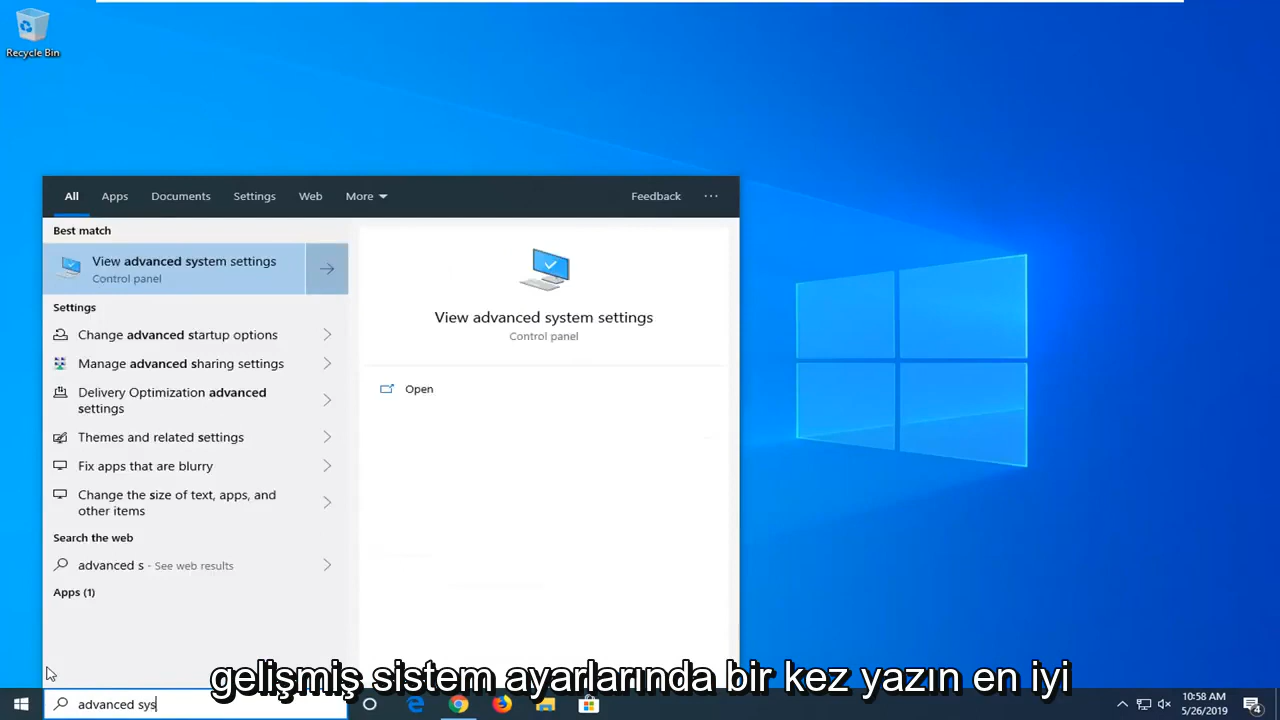 Recycle Bin
All Apps Documents Settings Web More Feedback ...
Best match
View advanced system settings
Control panel
View advanced system settings
Control panel
Open
Settings
Change advanced startup options
Manage advanced sharing settings
Delivery Optimization advanced
settings
Themes and related settings
Fix apps that are blurry
Change the size of text, apps, and
other items
Search the web
advanced s - See web results
Apps (1)
gelişmiş sistem ayarlarında bir kez yazın en iyi
advanced sys
10:58 AM
5/26/2019
4